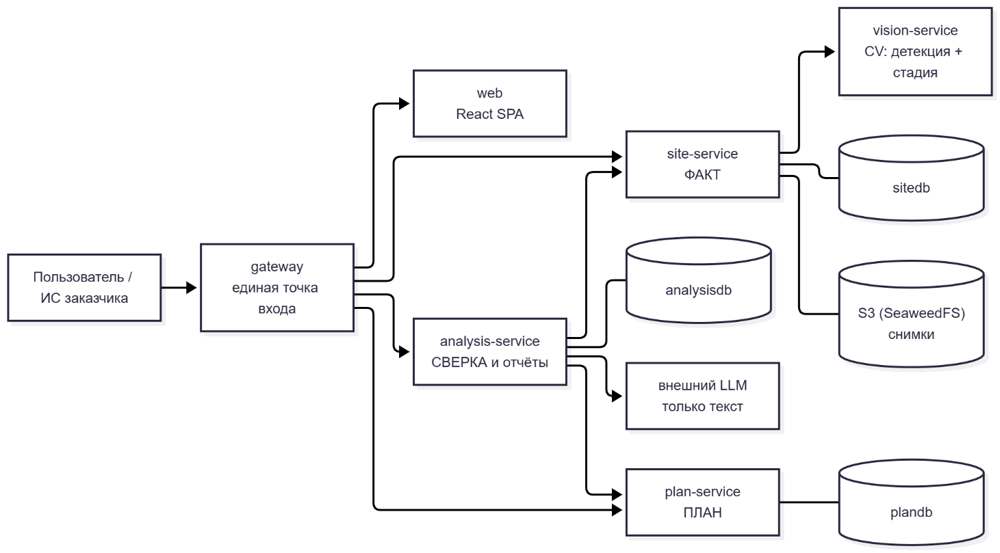 Пользователь /
ИС заказчика
gateway
единая точка
входа
web
React SPA
analysis-service
СВЕРКА и отчёты
site-service
ФАКТ
analysisdb
внешний LLM
только текст
plan-service
ПЛАН
vision-service
CV: детекция +
стадия
sitedb
S3 (SeaweedFS)
снимки
plandb